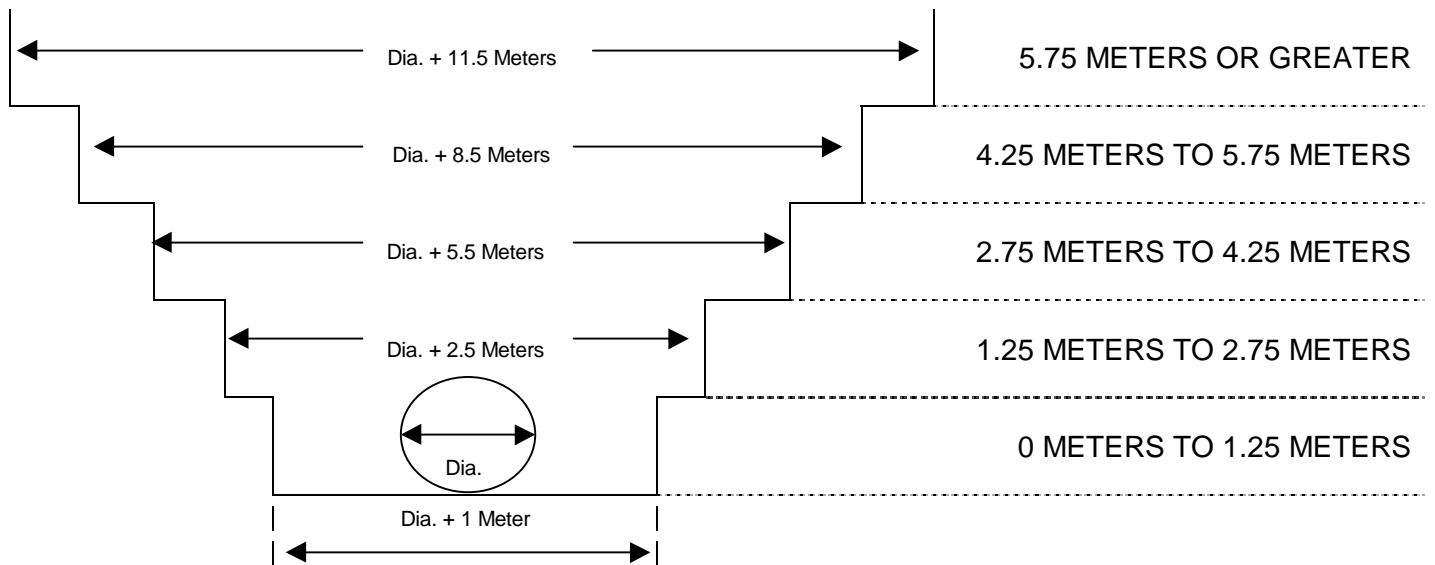 Dia. + 11.5 Meters
5.75 METERS OR GREATER
Dia. + 8.5 Meters
4.25 METERS TO 5.75 METERS
Dia. + 5.5 Meters
2.75 METERS TO 4.25 METERS
Dia. + 2.5 Meters
1.25 METERS TO 2.75 METERS
Dia.
0 METERS TO 1.25 METERS
Dia. + 1 Meter